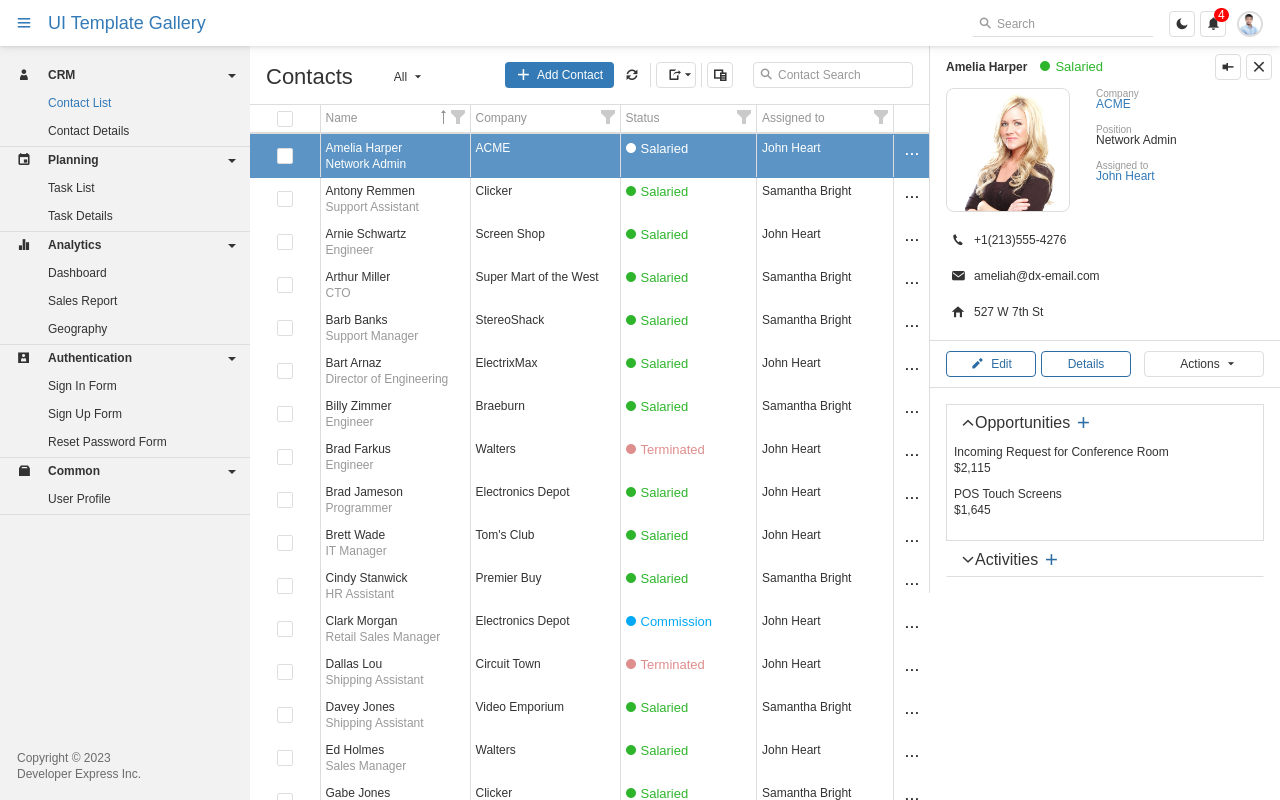 UI Template Gallery
Search
4
CRM
Contact List
Contact Details
Planning
Task List
Task Details
Analytics
Dashboard
Sales Report
Geography
Authentication
Sign In Form
Sign Up Form
Reset Password Form
Common
User Profile
Copyright © 2023
Developer Express Inc.
Contacts
All
Add Contact
Contact Search
Name Company Status Assigned to
Amelia Harper ACME Salaried John Heart
Network Admin
Antony Remmen Clicker Salaried Samantha Bright
Support Assistant
Arnie Schwartz Screen Shop Salaried John Heart
Engineer
Arthur Miller Super Mart of the West Salaried Samantha Bright
CTO
Barb Banks StereoShack Salaried Samantha Bright
Support Manager
Bart Arnaz ElectrixMax Salaried John Heart
Director of Engineering
Billy Zimmer Braeburn Salaried Samantha Bright
Engineer
Brad Farkus Walters Terminated John Heart
Engineer
Brad Jameson Electronics Depot Salaried John Heart
Programmer
Brett Wade Tom's Club Salaried John Heart
IT Manager
Cindy Stanwick Premier Buy Salaried Samantha Bright
HR Assistant
Clark Morgan Electronics Depot Commission John Heart
Retail Sales Manager
Dallas Lou Circuit Town Terminated John Heart
Shipping Assistant
Davey Jones Video Emporium Salaried Samantha Bright
Shipping Assistant
Ed Holmes Walters Salaried John Heart
Sales Manager
Gabe Jones Clicker Salaried Samantha Bright
Amelia Harper Salaried
Company
ACME
Position
Network Admin
Assigned to
John Heart
+1(213)555-4276
ameliah@dx-email.com
527 W 7th St
Edit Details Actions
Opportunities
Incoming Request for Conference Room
$2,115
POS Touch Screens
$1,645
Activities